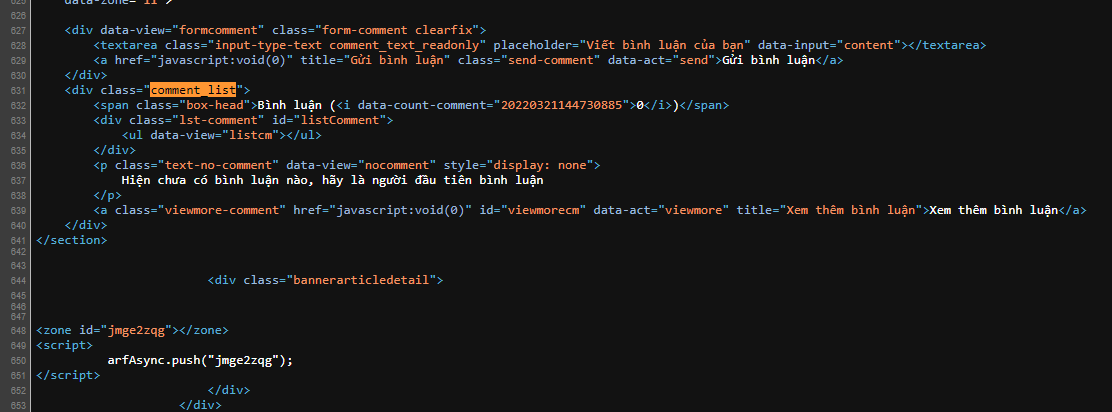 625 data-zone="11">
626
627 <div data-view="formcomment" class="form-comment clearfix">
628 <textarea class="input-type-text comment_text_readonly" placeholder="Viết bình luận của bạn" data-input="content"></textarea>
629 <a href="javascript:void(0)" title="Gửi bình luận" class="send-comment" data-act="send">Gửi bình luận</a>
630 </div>
631 <div class="comment_list">
632 <span class="box-head">Bình luận (<i data-count-comment="20220321144730885">0</i>)</span>
633 <div class="lst-comment" id="listComment">
634 <ul data-view="listcm"></ul>
635 </div>
636 <p class="text-no-comment" data-view="nocomment" style="display: none">
637 Hiện chưa có bình luận nào, hãy là người đầu tiên bình luận
638 </p>
639 <a class="viewmore-comment" href="javascript:void(0)" id="viewmorecm" data-act="viewmore" title="Xem thêm bình luận">Xem thêm bình luận</a>
640 </div>
641 </section>
642
643
644 <div class="bannerarticledetail">
645
646
647
648 <zone id="jmge2zqg"></zone>
649 <script>
650 arfAsync.push("jmge2zqg");
651 </script>
652 </div>
653 </div>